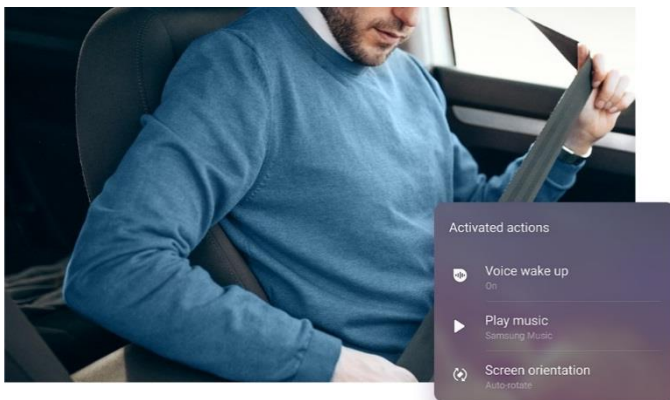 Activated actions
Voice wake up
On
Play music
Samsung Music
Screen orientation
Auto-rotate